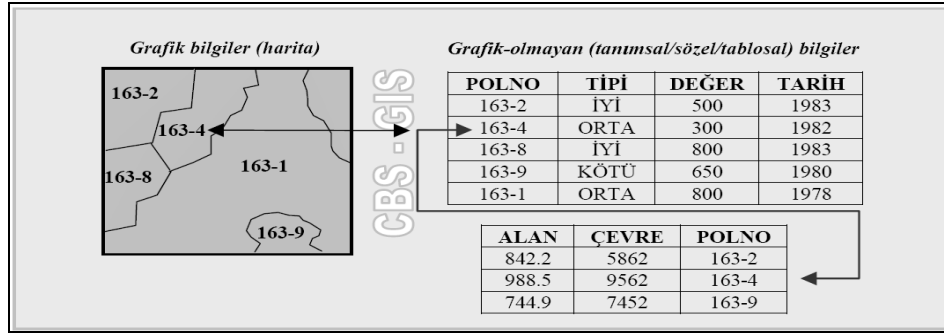 Grafik bilgiler (harita)
163-2
163-4
163-8
163-1
163-9
CBS - GIS
Grafik-olmayan (tanımsal/sözel/tablosal) bilgiler
POLNO TİPİ DEĞER TARİH
163-2 İYİ 500 1983
163-4 ORTA 300 1982
163-8 İYİ 800 1983
163-9 KÖTÜ 650 1980
163-1 ORTA 800 1978
ALAN ÇEVRE POLNO
842.2 5862 163-2
988.5 9562 163-4
744.9 7452 163-9